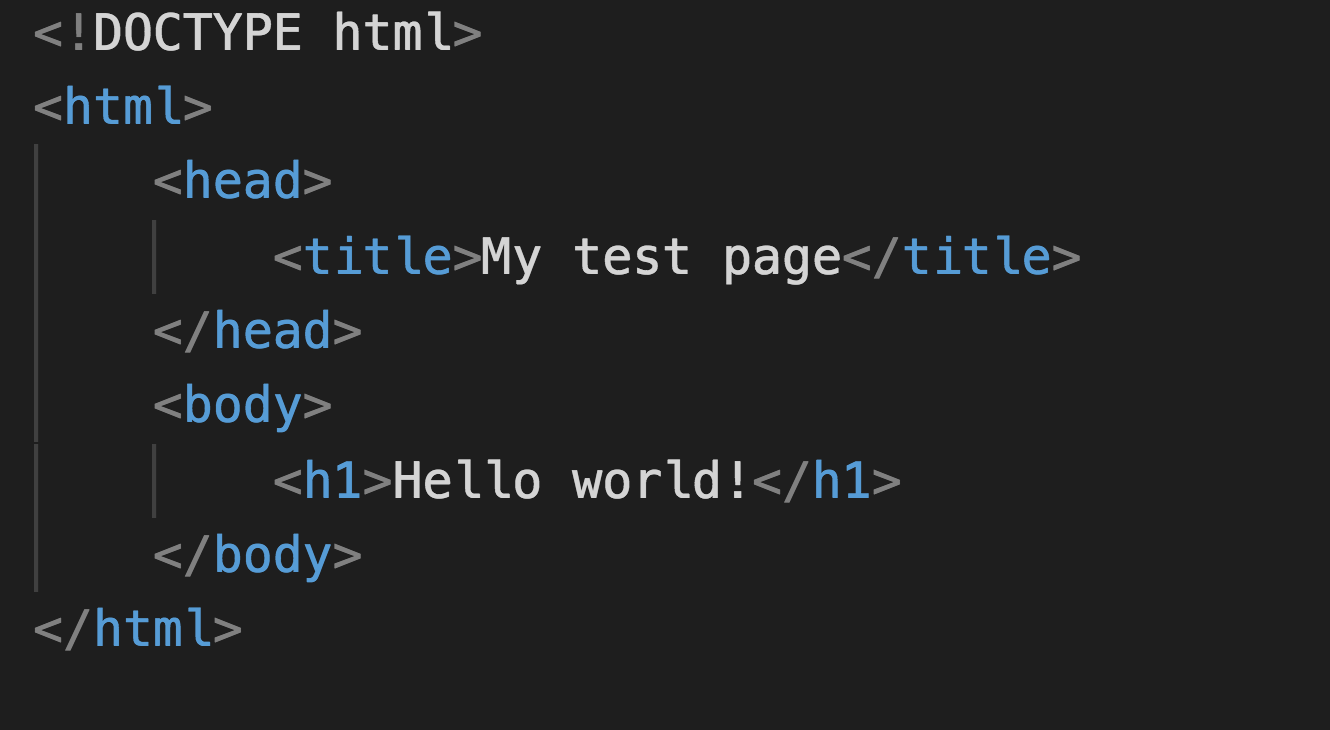 <!DOCTYPE html>
<html>
    <head>
        <title>My test page</title>
    </head>
    <body>
        <h1>Hello world!</h1>
    </body>
</html>